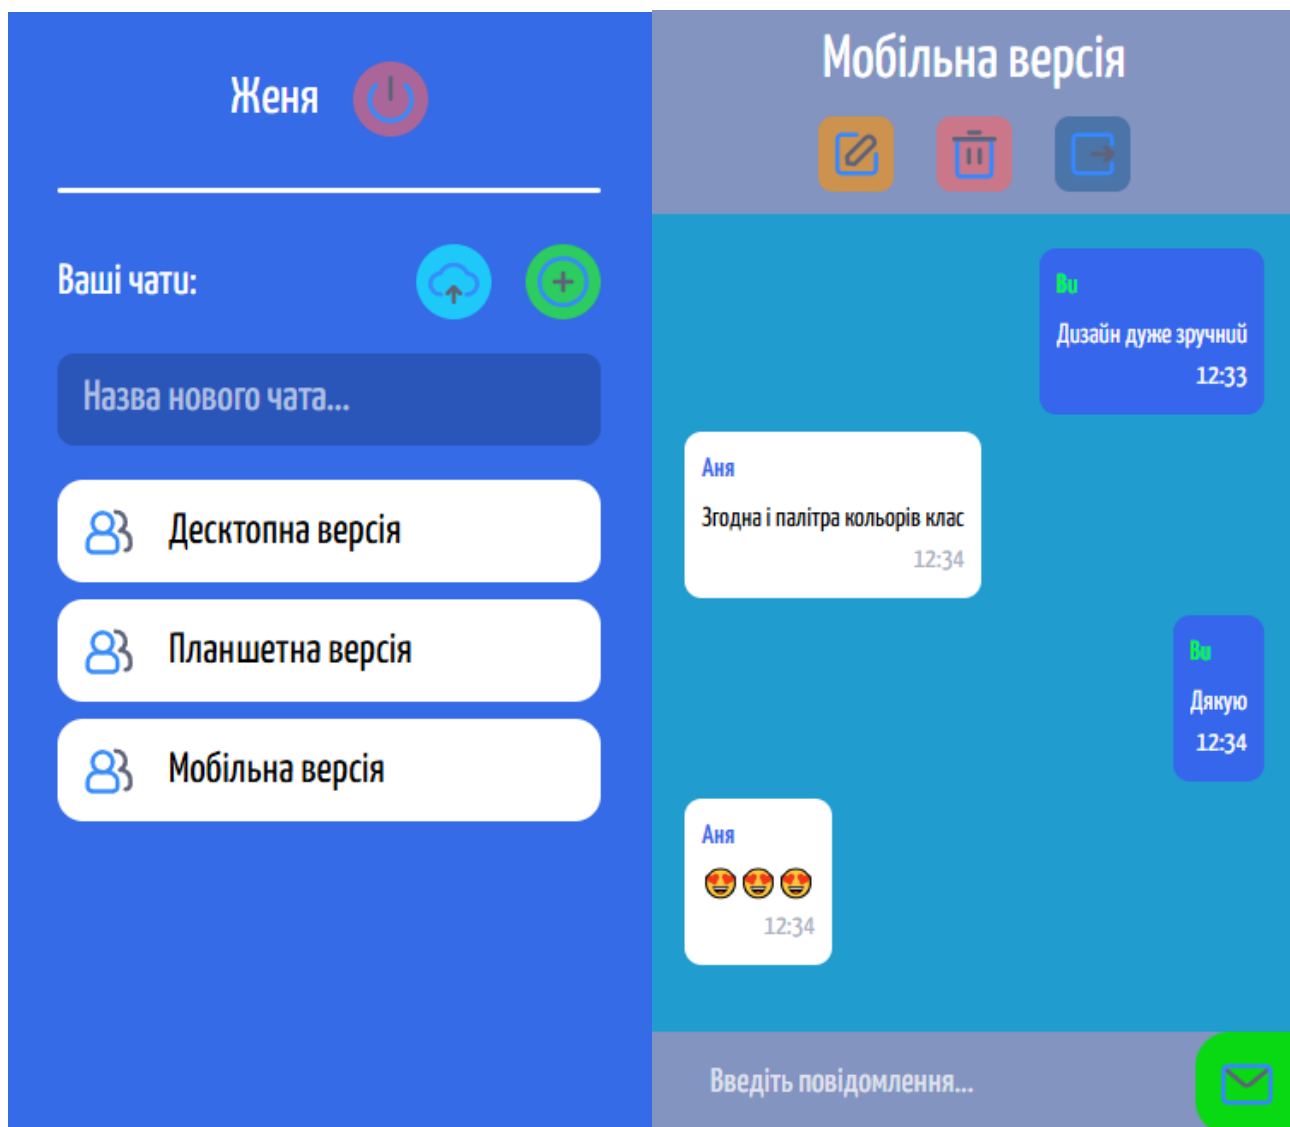 Женя
Ваші чати:
Назва нового чата...
Десктопна версія
Планшетна версія
Мобільна версія
Мобільна версія
Ви
Дизайн дуже зручний
12:33
Аня
Згодна і палітра кольорів клас
12:34
Ви
Дякую
12:34
Аня
😍😍😍
12:34
Введіть повідомлення...